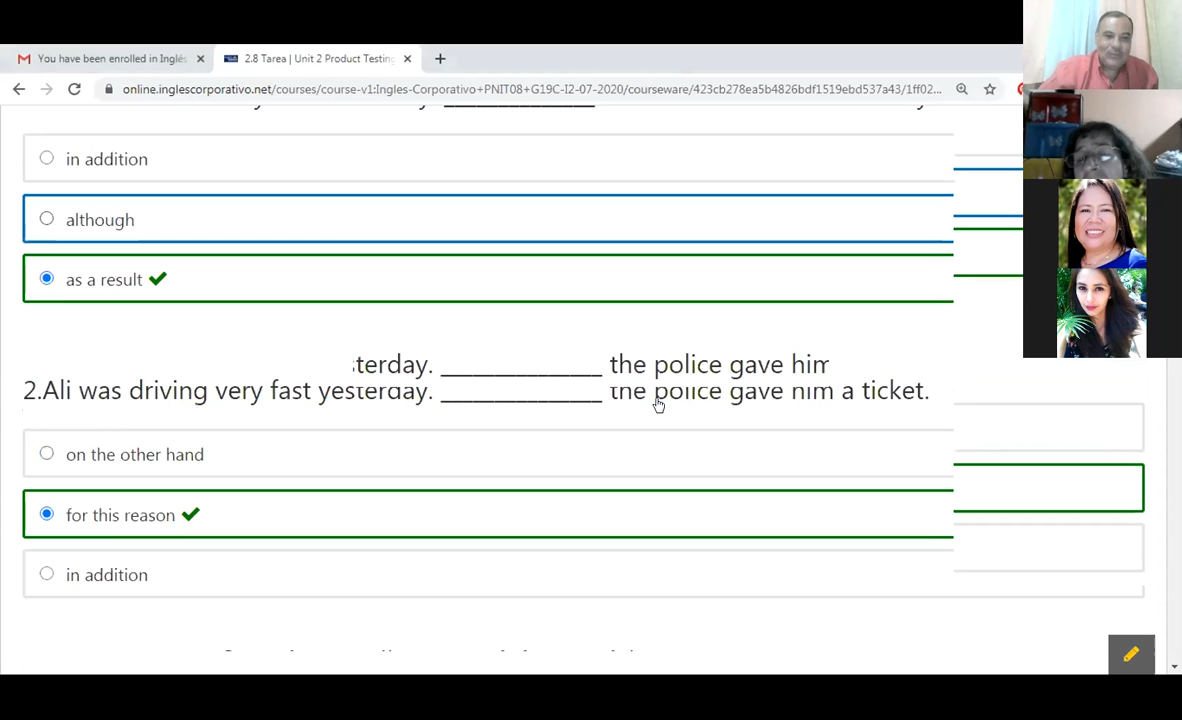 You have been enrolled in Inglés
2.8 Tarea | Unit 2 Product Testing
online.inglescorporativo.net/courses/course-v1:Ingles-Corporativo+PNIT08+G19C-I2-07-2020/courseware/423cb278ea5b4826bdf1519ebd537a43/1ff02...
in addition
although
as a result
sterday. _____________ the police gave him
2.Ali was driving very fast yesterday. _____________ the police gave him a ticket.
on the other hand
for this reason
in addition